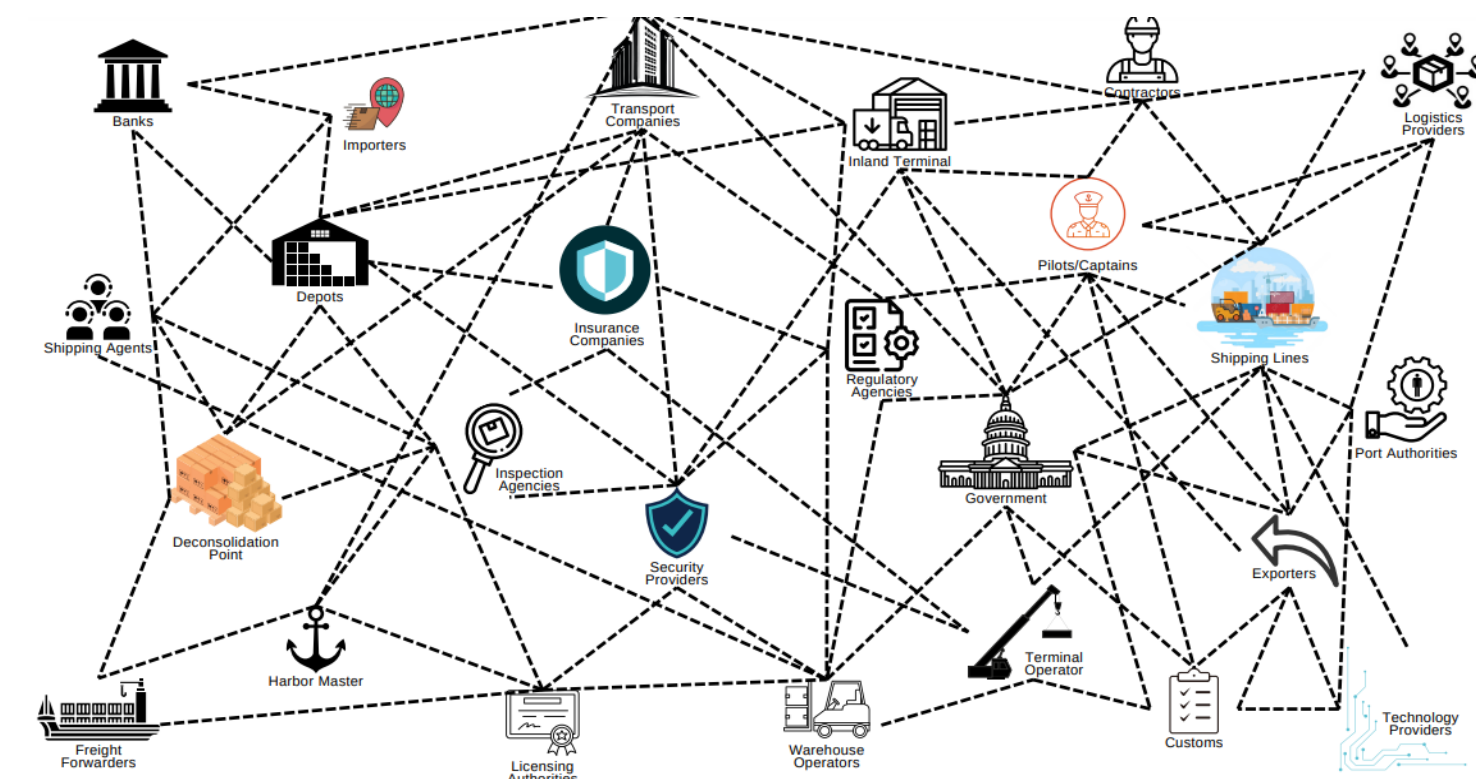 Banks
Importers
Transport
Companies
Inland Terminal
Contractors
Logistics
Providers
Shipping Agents
Depots
Insurance
Companies
Pilots/Captains
Regulatory
Agencies
Shipping Lines
Port Authorities
Deconsolidation
Point
Inspection
Agencies
Security
Providers
Government
Exporters
Harbor Master
Terminal
Operator
Freight
Forwarders
Licensing
Authorities
Warehouse
Operators
Customs
Technology
Providers